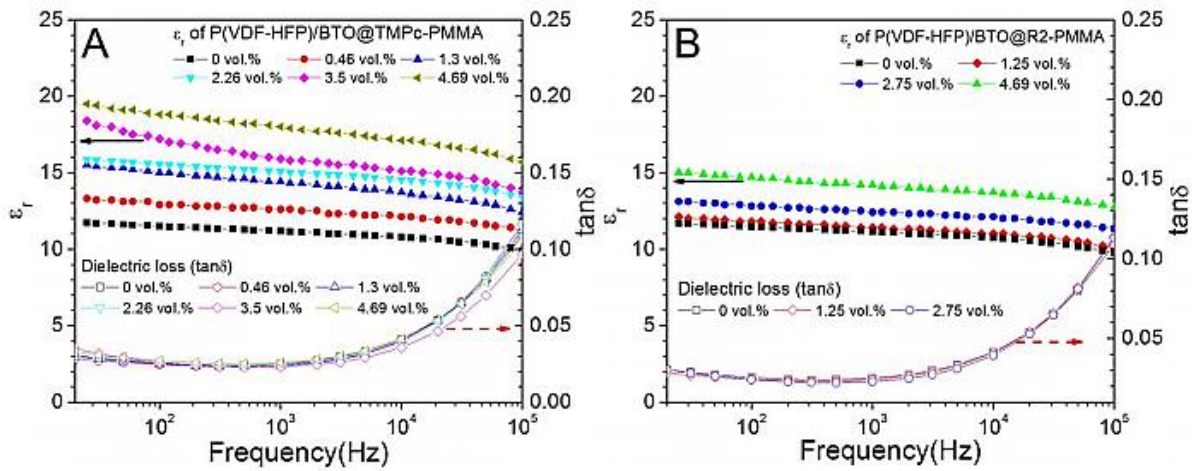 A
εr of P(VDF-HFP)/BTO@TMPc-PMMA
0 vol.% 0.46 vol.% 1.3 vol.%
2.26 vol.% 3.5 vol.% 4.69 vol.%
25
20
15
10
5
0
εr
0.25
0.20
0.15
0.10
0.05
0.00
tanδ
Dielectric loss (tanδ)
0 vol.% 0.46 vol.% 1.3 vol.%
2.26 vol.% 3.5 vol.% 4.69 vol.%
10² 10³ 10⁴ 10⁵
Frequency(Hz)
B
εr of P(VDF-HFP)/BTO@R2-PMMA
0 vol.% 1.25 vol.%
2.75 vol.% 4.69 vol.%
25
20
15
10
5
0
εr
0.25
0.20
0.15
0.10
0.05
0.00
tanδ
Dielectric loss (tanδ)
0 vol.% 1.25 vol.% 2.75 vol.%
10² 10³ 10⁴ 10⁵
Frequency(Hz)